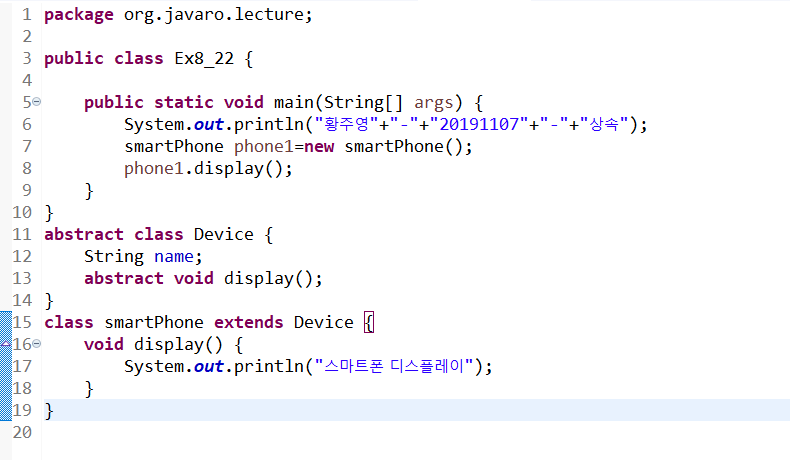 1 package org.javaro.lecture;
2
3 public class Ex8_22 {
4
5 public static void main(String[] args) {
6 System.out.println("황주영"+"-"+"20191107"+"-"+"상속");
7 smartPhone phone1=new smartPhone();
8 phone1.display();
9 }
10 }
11 abstract class Device {
12 String name;
13 abstract void display();
14 }
15 class smartPhone extends Device {
16 void display() {
17 System.out.println("스마트폰 디스플레이");
18 }
19 }
20